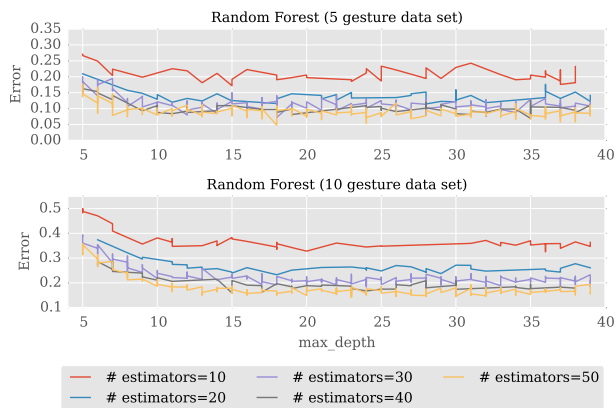 Random Forest (5 gesture data set)
0.35
0.30
0.25
0.20
0.15
0.10
0.05
0.00
Error
5 10 15 20 25 30 35 40
max_depth
Random Forest (10 gesture data set)
0.5
0.4
0.3
0.2
0.1
Error
5 10 15 20 25 30 35 40
max_depth
# estimators=10 # estimators=30 # estimators=50
# estimators=20 # estimators=40